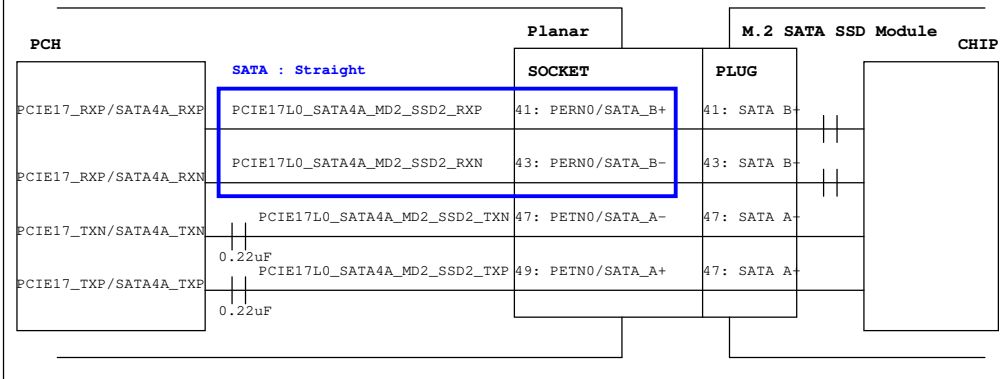 Planar
M.2 SATA SSD Module
PCH
CHIP
SATA : Straight
SOCKET
PLUG
PCIE17_RXP/SATA4A_RXP
PCIE17L0_SATA4A_MD2_SSD2_RXP
41: PERN0/SATA_B+
41: SATA B+
PCIE17L0_SATA4A_MD2_SSD2_RXN
43: PERN0/SATA_B-
43: SATA B+
PCIE17_RXP/SATA4A_RXN
PCIE17L0_SATA4A_MD2_SSD2_TXN
47: PETN0/SATA_A-
47: SATA A+
PCIE17_TXN/SATA4A_TXN
0.22uF
PCIE17L0_SATA4A_MD2_SSD2_TXP
49: PETN0/SATA_A+
47: SATA A+
PCIE17_TXP/SATA4A_TXP
0.22uF